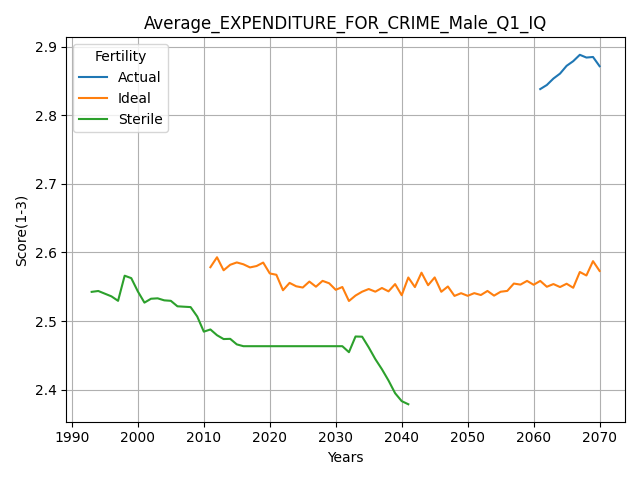 Average_EXPENDITURE_FOR_CRIME_Male_Q1_IQ
Fertility
Actual
Ideal
Sterile
Score(1-3)
2.9
2.8
2.7
2.6
2.5
2.4
1990 2000 2010 2020 2030 2040 2050 2060 2070
Years